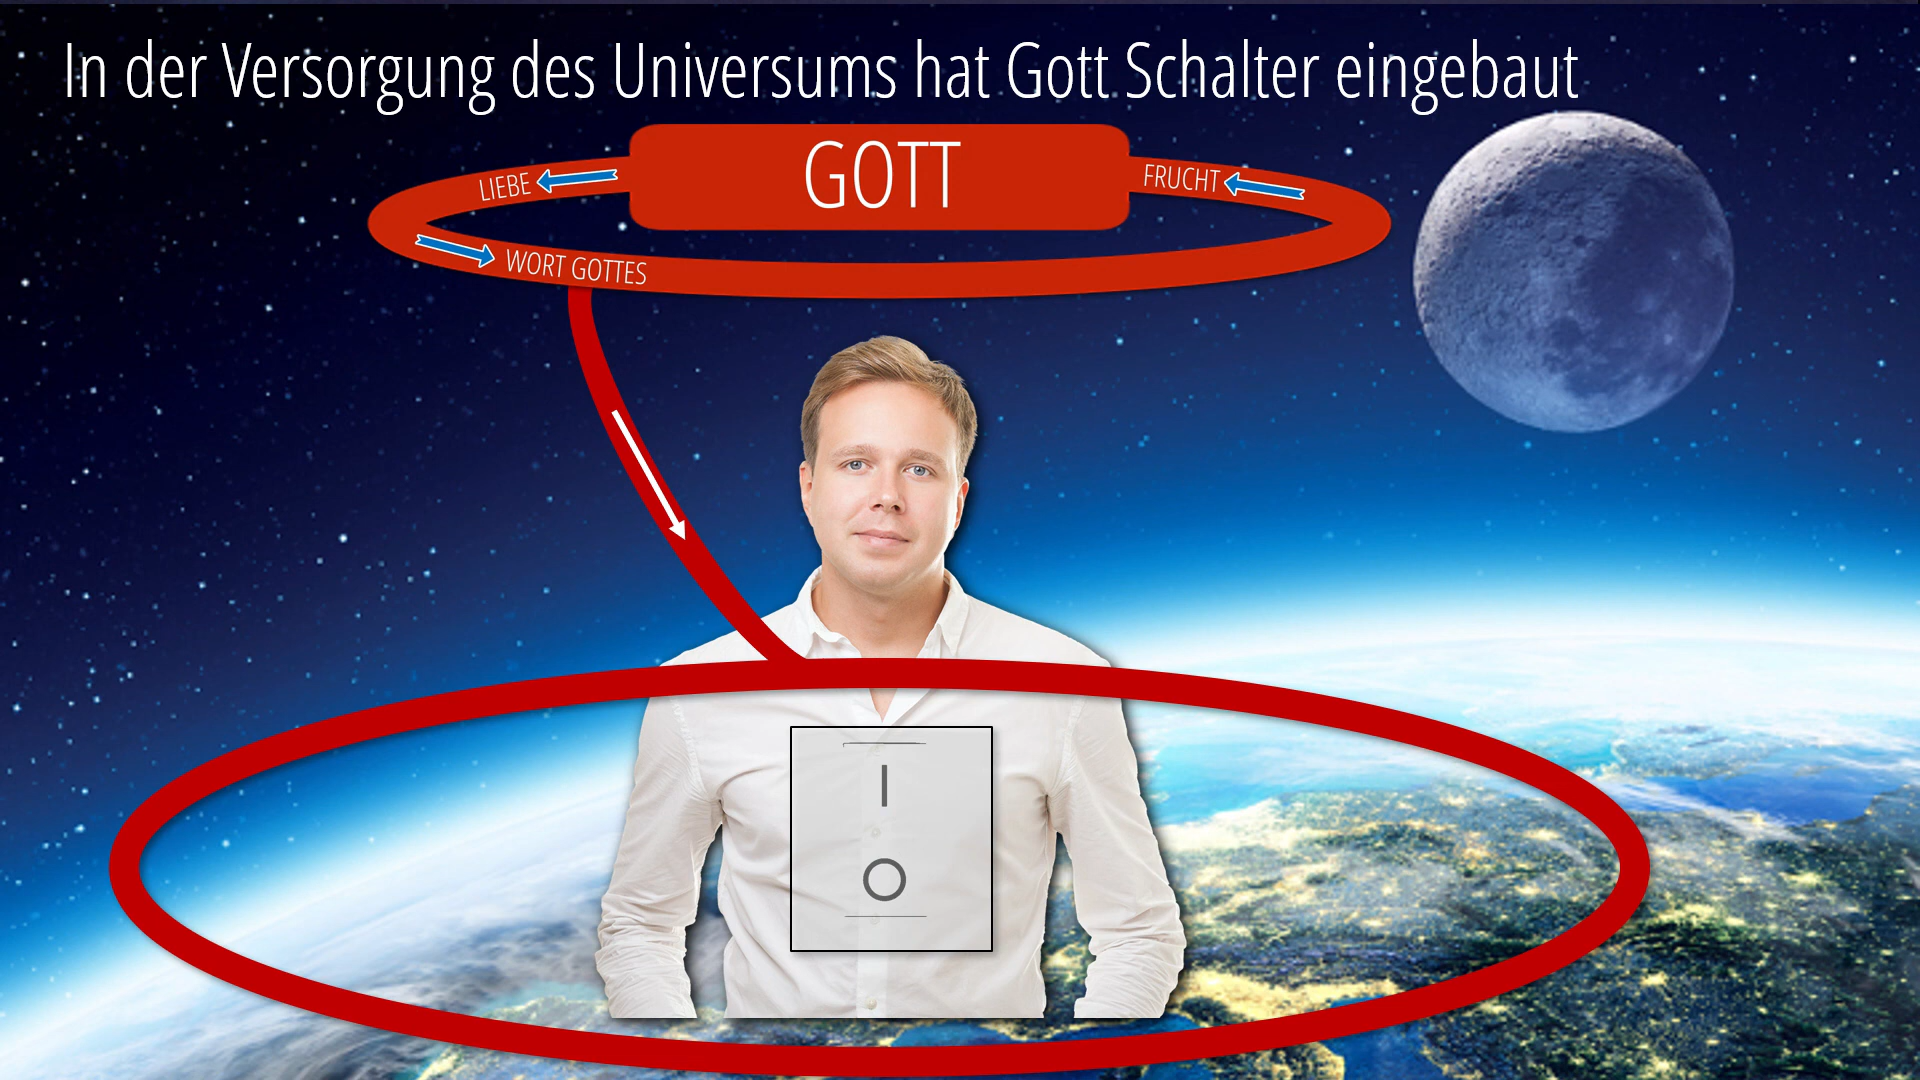 In der Versorgung des Universums hat Gott Schalter eingebaut
GOTT
LIEBE
FRUCHT
WORT GOTTES
I
O